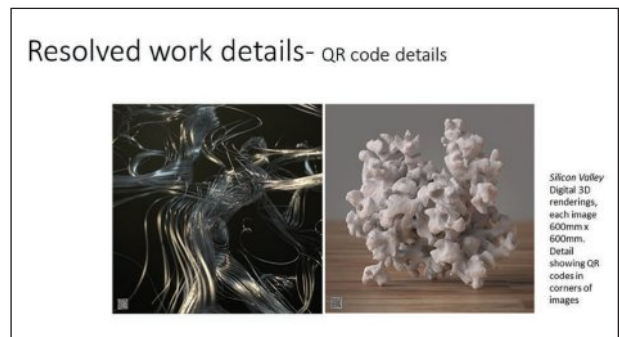 Resolved work details- QR code details
Silicon Valley
Digital 3D
renderings,
each image
600mm x
600mm.
Detail
showing QR
codes in
corners of
images